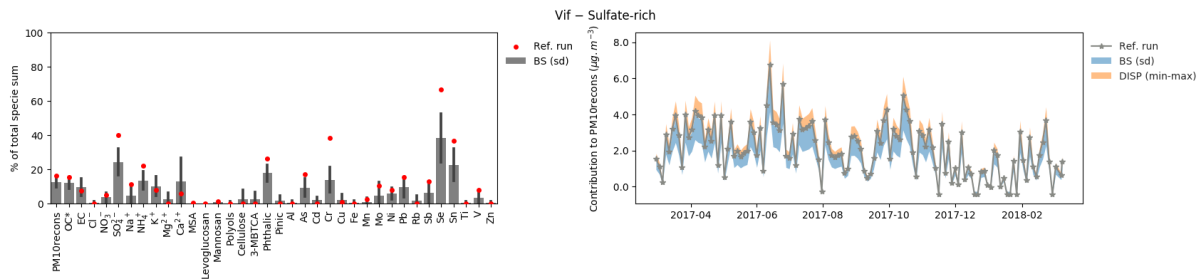 Vif − Sulfate-rich
% of total specie sum
100
80
60
40
20
0
PM10recons
OC*
EC
Cl⁻
NO₃⁻
SO₄²⁻
Na⁺
NH₄⁺
K⁺
Mg²⁺
Ca²⁺
MSA
Levoglucosan
Mannosan
Polyols
Cellulose
3-MBTCA
Phthalic
Pinic
Al
As
Cd
Cr
Cu
Fe
Mn
Mo
Ni
Pb
Rb
Sb
Se
Sn
Ti
V
Zn
Ref. run
BS (sd)
Contribution to PM10recons (µg. m⁻³)
8.0
6.0
4.0
2.0
0.0
2017-04
2017-06
2017-08
2017-10
2017-12
2018-02
Ref. run
BS (sd)
DISP (min-max)